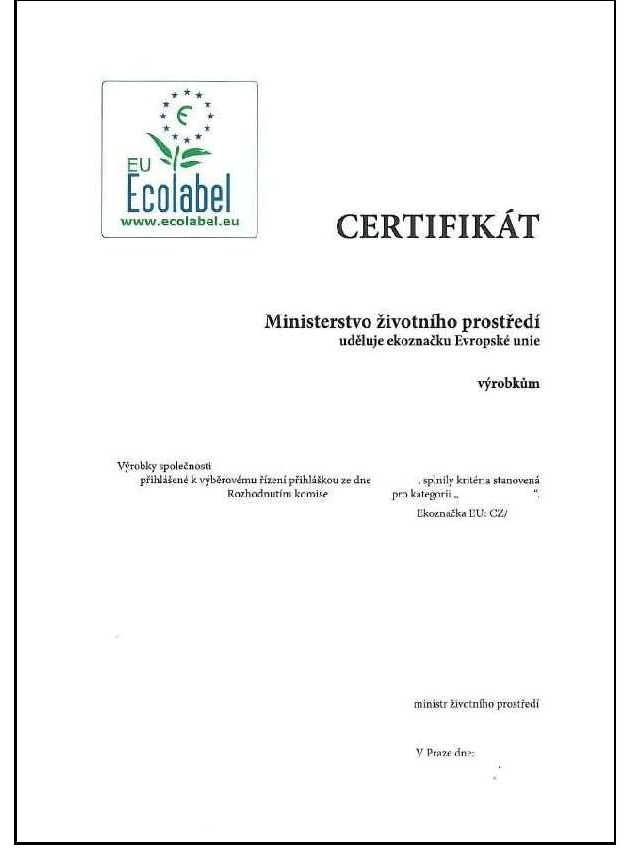 EU
Ecolabel
www.ecolabel.eu
CERTIFIKÁT
Ministerstvo životního prostředí
uděluje ekoznačku Evropské unie
výrobkům
Výrobky společnosti
přihlášené k výběrovému řízení přihláškou ze dne , splnily kritéria stanovená
Rozhodnutím komise pro kategorii „ “.
Ekoznačka EU: CZ/
ministr životního prostředí
V Praze dne: